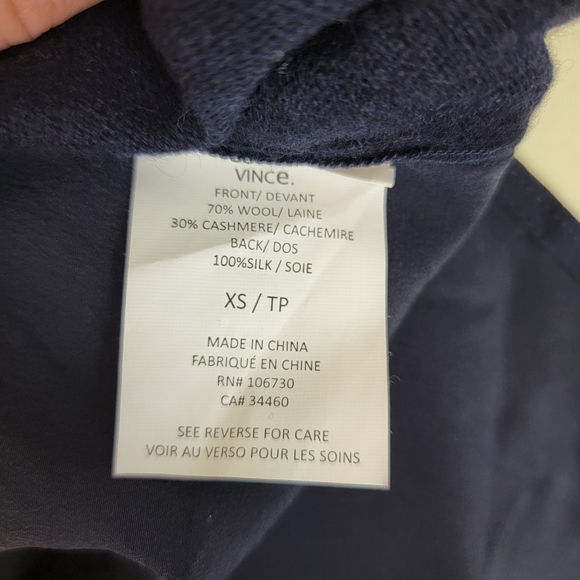 VINCe.
FRONT/ DEVANT
70% WOOL/ LAINE
30% CASHMERE/ CACHEMIRE
BACK/ DOS
100%SILK / SOIE
XS / TP
MADE IN CHINA
FABRIQUÉ EN CHINE
RN# 106730
CA# 34460
SEE REVERSE FOR CARE
VOIR AU VERSO POUR LES SOINS